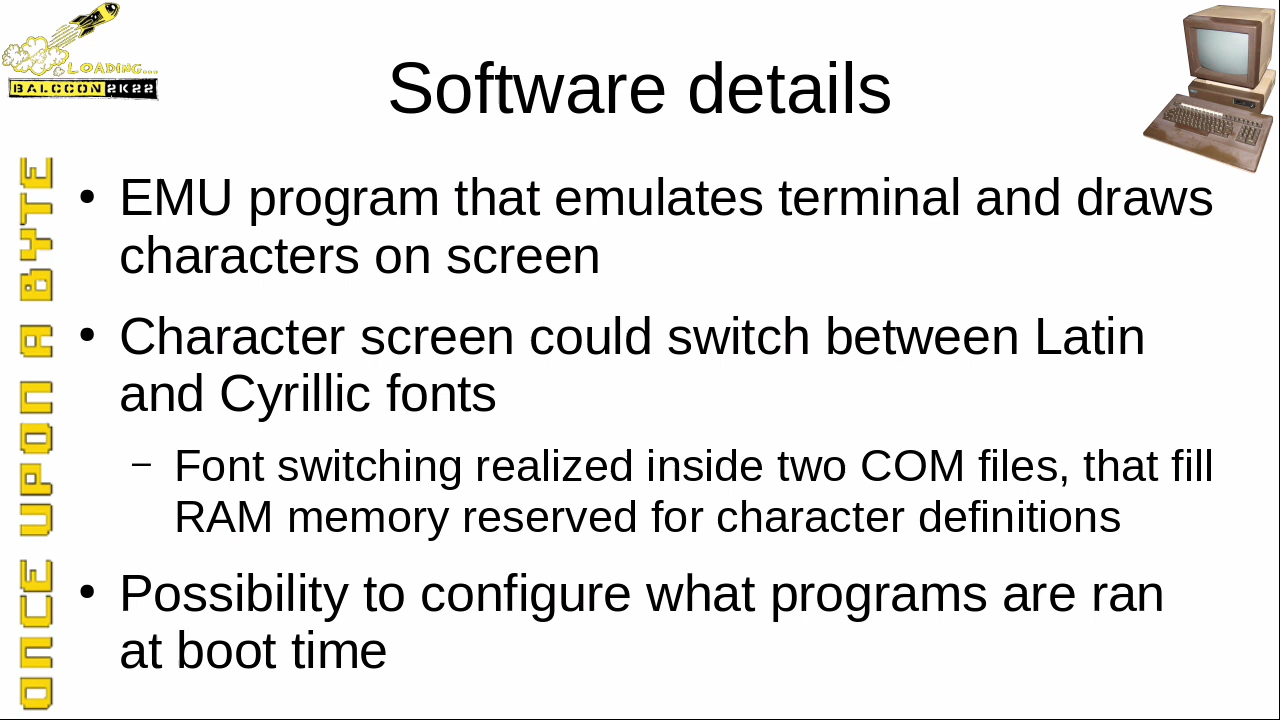 LOADING....
BALCCON 2K22
Software details
ONCE UPON A BYTE
• EMU program that emulates terminal and draws
characters on screen
• Character screen could switch between Latin
and Cyrillic fonts
– Font switching realized inside two COM files, that fill
RAM memory reserved for character definitions
• Possibility to configure what programs are ran
at boot time